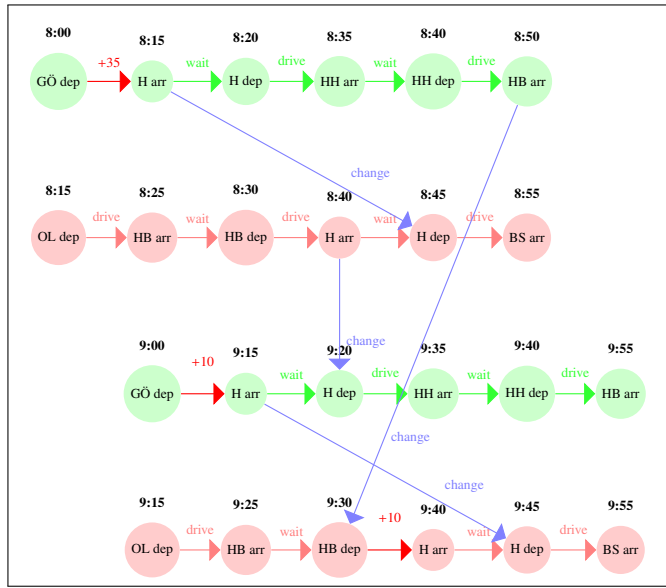 8:00 8:15 8:20 8:35 8:40 8:50
+35 wait drive wait drive
GÖ dep H arr H dep HH arr HH dep HB arr
change
8:15 8:25 8:30 8:40 8:45 8:55
drive wait drive wait drive
OL dep HB arr HB dep H arr H dep BS arr
change
9:00 9:15 9:20 9:35 9:40 9:55
+10 wait drive wait drive
GÖ dep H arr H dep HH arr HH dep HB arr
change
change
9:15 9:25 9:30 9:40 9:45 9:55
drive wait +10 wait drive
OL dep HB arr HB dep H arr H dep BS arr